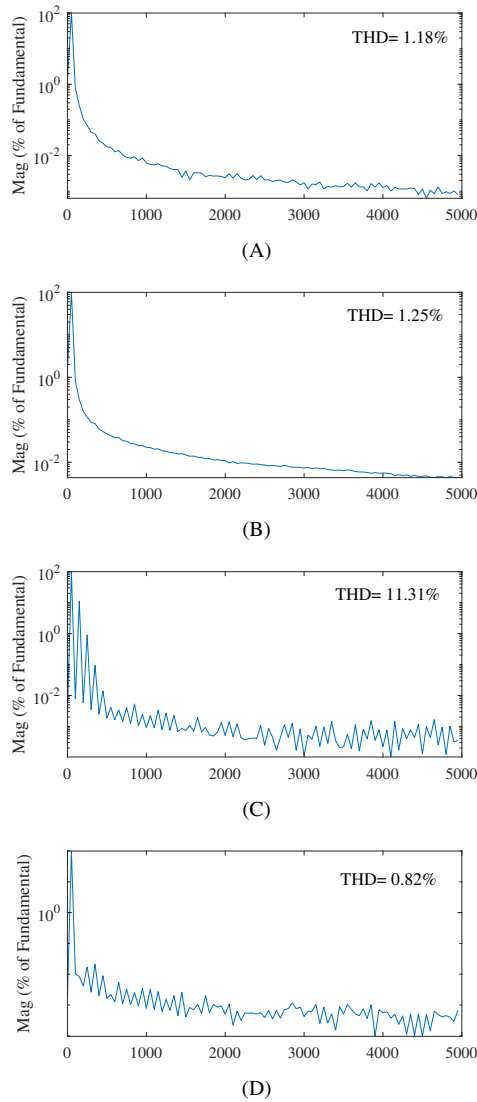 10^2
THD= 1.18%
10^0
10^-2
Mag (% of Fundamental)
0 1000 2000 3000 4000 5000
(A)
10^2
THD= 1.25%
10^0
10^-2
Mag (% of Fundamental)
0 1000 2000 3000 4000 5000
(B)
10^2
THD= 11.31%
10^0
10^-2
Mag (% of Fundamental)
0 1000 2000 3000 4000 5000
(C)
THD= 0.82%
10^0
Mag (% of Fundamental)
0 1000 2000 3000 4000 5000
(D)